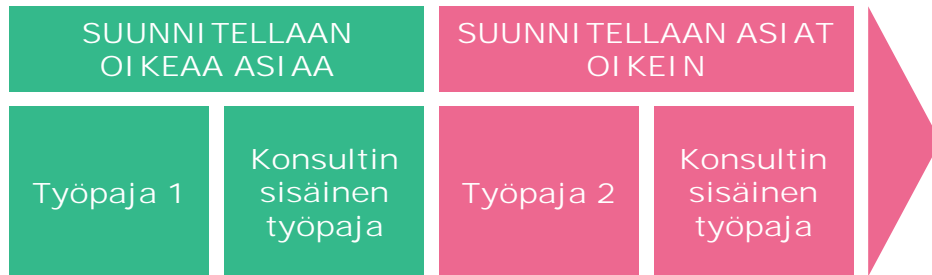 SUUNNITELLAAN
OIKEAA ASIAA
SUUNNITELLAAN ASIAT
OIKEIN
Työpaja 1
Konsultin
sisäinen
työpaja
Työpaja 2
Konsultin
sisäinen
työpaja